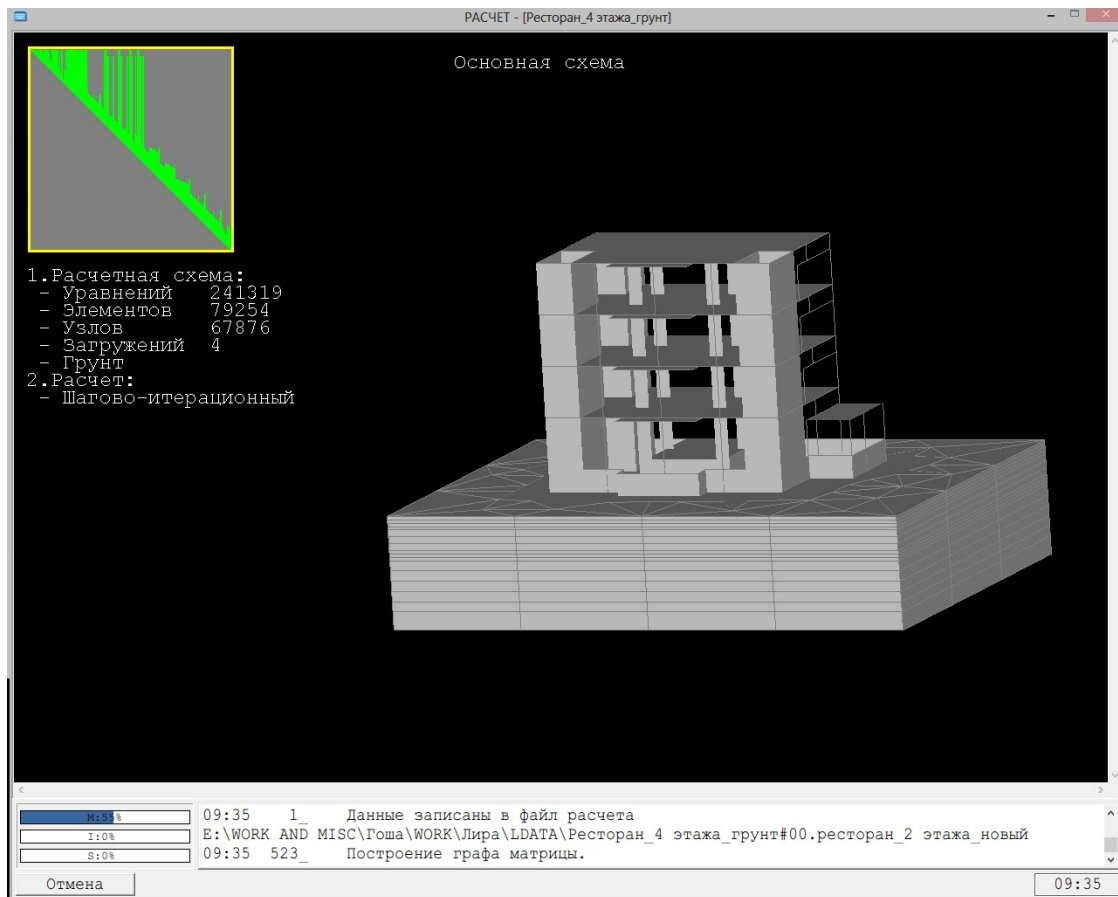 РАСЧЕТ - [Ресторан_4 этажа_грунт]
Основная схема
1.Расчетная схема:
- Уравнений 241319
- Элементов 79254
- Узлов 67876
- Загружений 4
- Грунт
2.Расчет:
- Шагово-итерационный
M:55%
I:0%
S:0%
09:35 1_ Данные записаны в файл расчета
E:\WORK AND MISC\Гоша\WORK\Лира\LDATA\Ресторан_4 этажа_грунт#00.ресторан_2 этажа_новый
09:35 523_ Построение графа матрицы.
Отмена
09:35